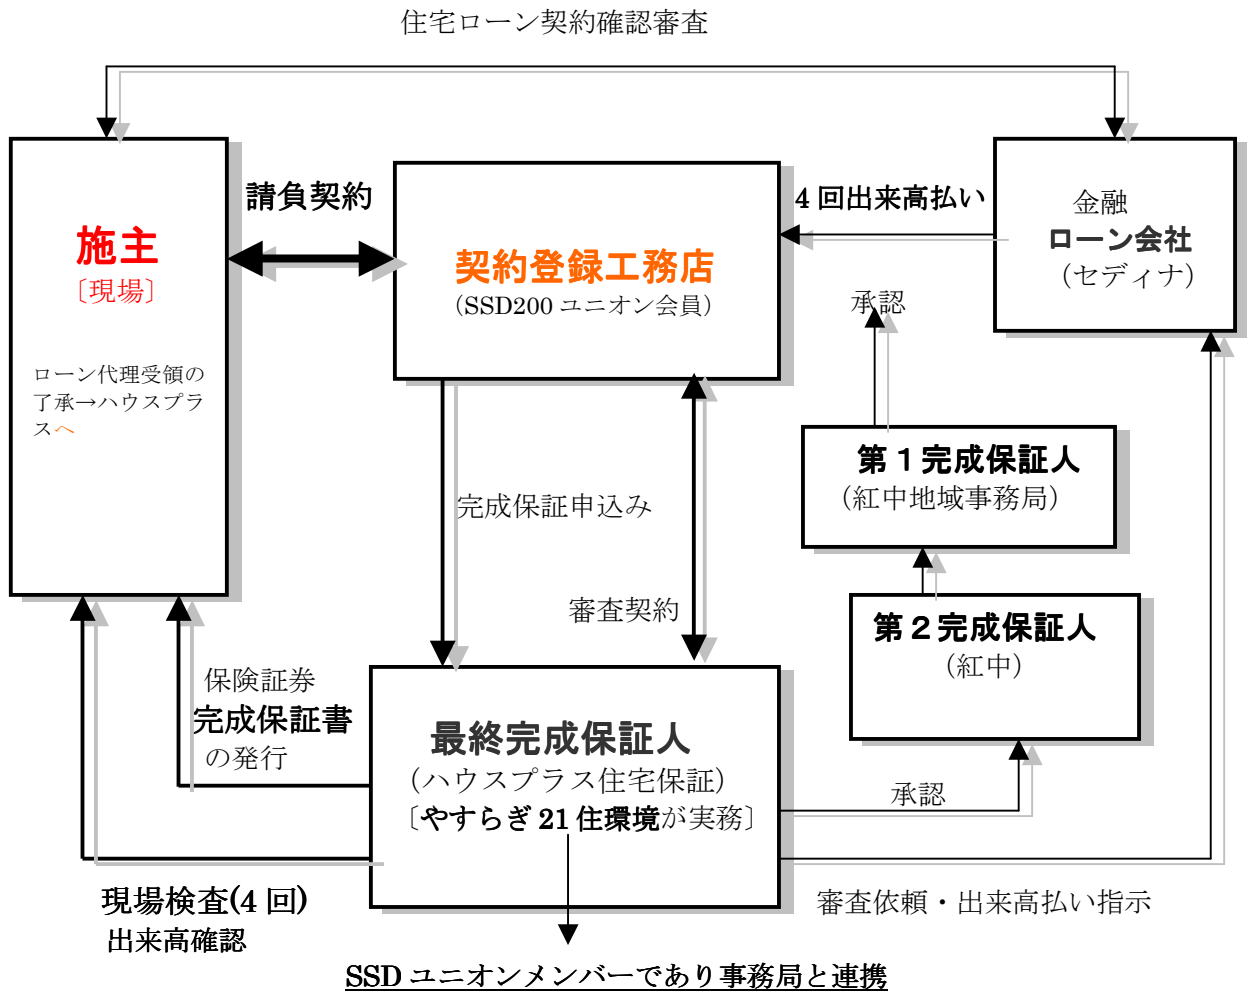 住宅ローン契約確認審査
施主
〔現場〕
ローン代理受領の
了承→ハウスプラ
スへ
請負契約
契約登録工務店
（SSD200 ユニオン会員）
4 回出来高払い
金融
ローン会社
（セディナ）
承認
第１完成保証人
（紅中地域事務局）
第２完成保証人
（紅中）
完成保証申込み
審査契約
保険証券
完成保証書
の発行
最終完成保証人
（ハウスプラス住宅保証）
〔やすらぎ 21 住環境が実務〕
承認
現場検査(4 回)
出来高確認
審査依頼・出来高払い指示
SSD ユニオンメンバーであり事務局と連携